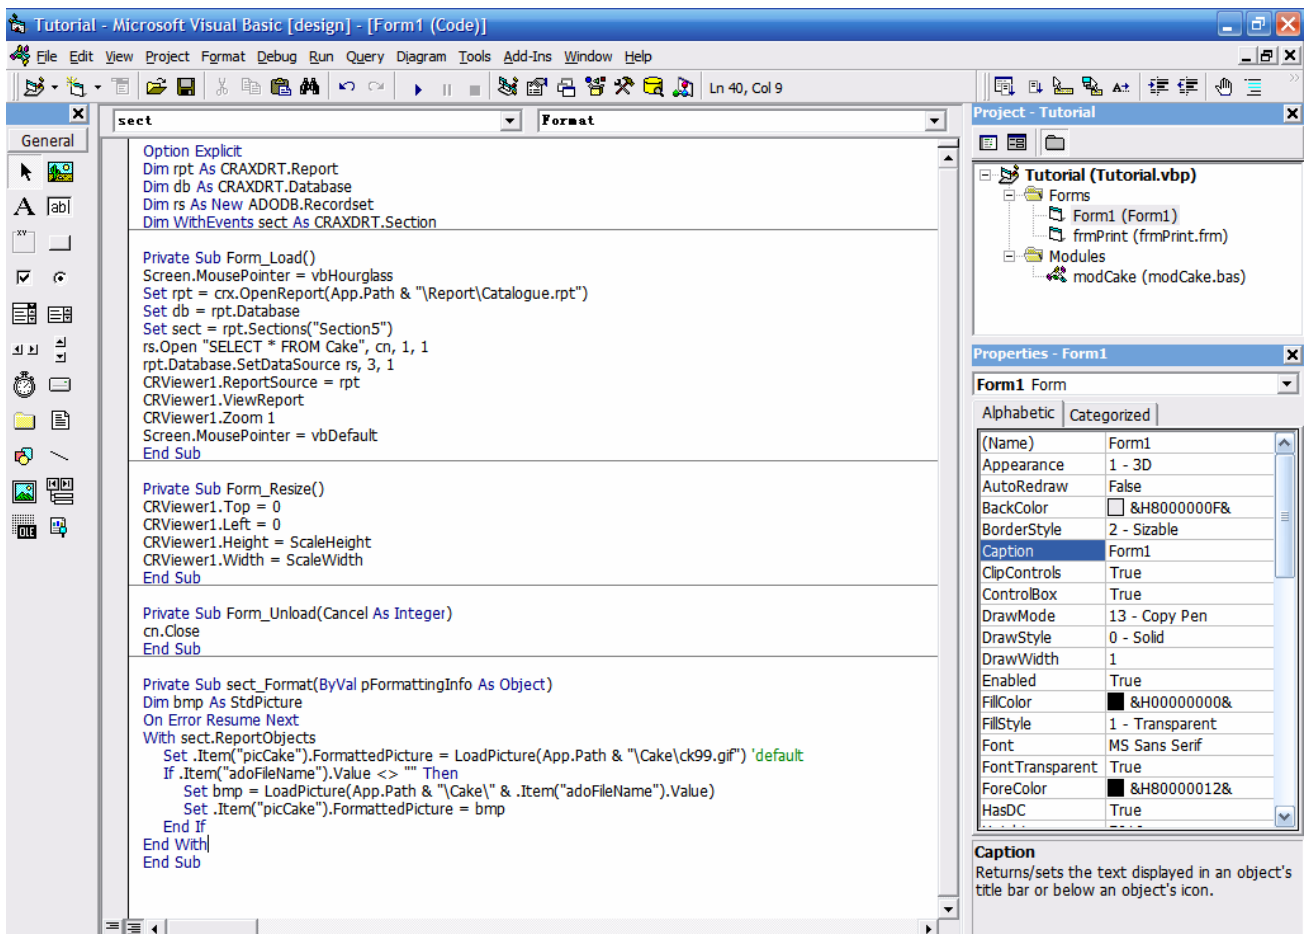 Tutorial - Microsoft Visual Basic [design] - [Form1 (Code)]
File Edit View Project Format Debug Run Query Diagram Tools Add-Ins Window Help
Ln 40, Col 9
General
sect
Format
Option Explicit
Dim rpt As CRAXDRT.Report
Dim db As CRAXDRT.Database
Dim rs As New ADODB.Recordset
Dim WithEvents sect As CRAXDRT.Section
Private Sub Form_Load()
Screen.MousePointer = vbHourglass
Set rpt = crx.OpenReport(App.Path & "\Report\Catalogue.rpt")
Set db = rpt.Database
Set sect = rpt.Sections("Section5")
rs.Open "SELECT * FROM Cake", cn, 1, 1
rpt.Database.SetDataSource rs, 3, 1
CRViewer1.ReportSource = rpt
CRViewer1.ViewReport
CRViewer1.Zoom 1
Screen.MousePointer = vbDefault
End Sub
Private Sub Form_Resize()
CRViewer1.Top = 0
CRViewer1.Left = 0
CRViewer1.Height = ScaleHeight
CRViewer1.Width = ScaleWidth
End Sub
Private Sub Form_Unload(Cancel As Integer)
cn.Close
End Sub
Private Sub sect_Format(ByVal pFormattingInfo As Object)
Dim bmp As StdPicture
On Error Resume Next
With sect.ReportObjects
Set .Item("picCake").FormattedPicture = LoadPicture(App.Path & "\Cake\ck99.gif") 'default
If .Item("adoFileName").Value <> "" Then
Set bmp = LoadPicture(App.Path & "\Cake\" & .Item("adoFileName").Value)
Set .Item("picCake").FormattedPicture = bmp
End If
End With
End Sub
Project - Tutorial
Tutorial (Tutorial.vbp)
Forms
Form1 (Form1)
frmPrint (frmPrint.frm)
Modules
modCake (modCake.bas)
Properties - Form1
Form1 Form
Alphabetic Categorized
(Name) Form1
Appearance 1 - 3D
AutoRedraw False
BackColor &H8000000F&
BorderStyle 2 - Sizable
Caption Form1
ClipControls True
ControlBox True
DrawMode 13 - Copy Pen
DrawStyle 0 - Solid
DrawWidth 1
Enabled True
FillColor &H00000000&
FillStyle 1 - Transparent
Font MS Sans Serif
FontTransparent True
ForeColor &H80000012&
HasDC True
Caption
Returns/sets the text displayed in an object's
title bar or below an object's icon.